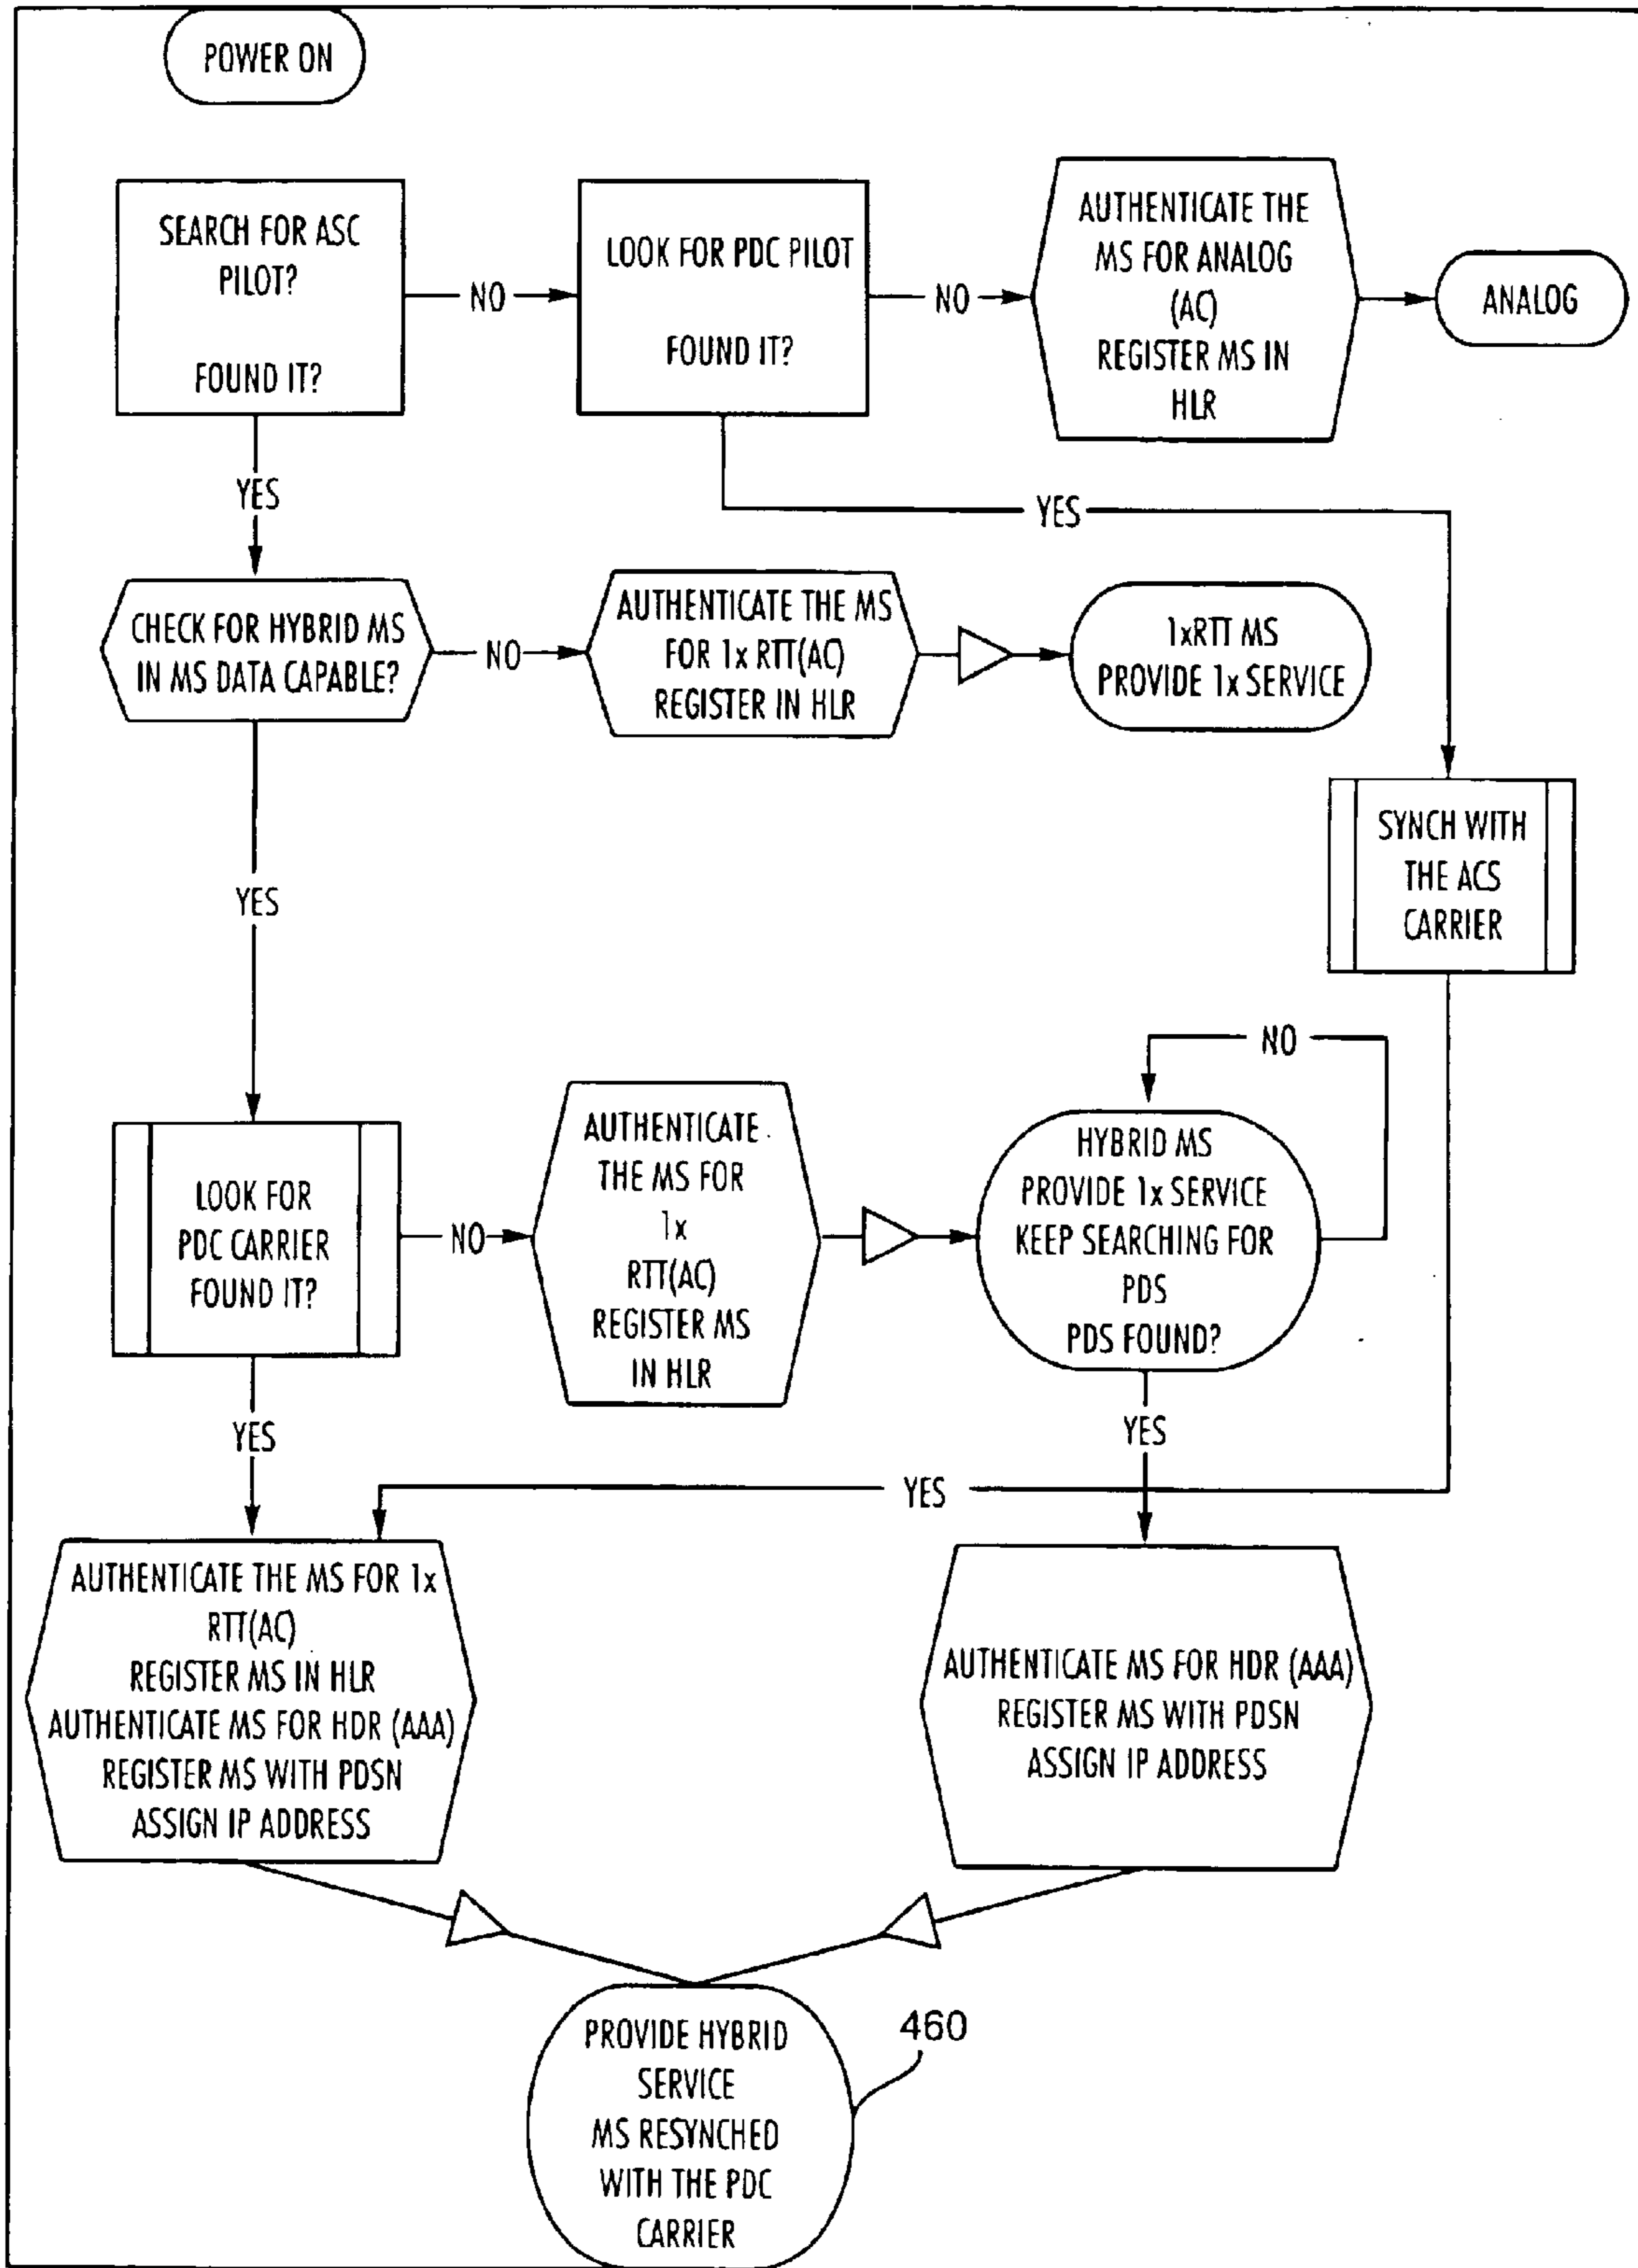 POWER ON
SEARCH FOR ASC
PILOT?
FOUND IT?
NO
LOOK FOR PDC PILOT
FOUND IT?
NO
AUTHENTICATE THE
MS FOR ANALOG
(AC)
REGISTER MS IN
HLR
ANALOG
YES
YES
CHECK FOR HYBRID MS
IN MS DATA CAPABLE?
NO
AUTHENTICATE THE MS
FOR 1x RTT(AC)
REGISTER IN HLR
1xRTT MS
PROVIDE 1x SERVICE
SYNCH WITH
THE ACS
CARRIER
YES
NO
LOOK FOR
PDC CARRIER
FOUND IT?
NO
AUTHENTICATE
THE MS FOR
1x
RTT(AC)
REGISTER MS
IN HLR
HYBRID MS
PROVIDE 1x SERVICE
KEEP SEARCHING FOR
PDS
PDS FOUND?
YES
YES
YES
AUTHENTICATE THE MS FOR 1x
RTT(AC)
REGISTER MS IN HLR
AUTHENTICATE MS FOR HDR (AAA)
REGISTER MS WITH PDSN
ASSIGN IP ADDRESS
AUTHENTICATE MS FOR HDR (AAA)
REGISTER MS WITH PDSN
ASSIGN IP ADDRESS
PROVIDE HYBRID
SERVICE
MS RESYNCHED
WITH THE PDC
CARRIER
460